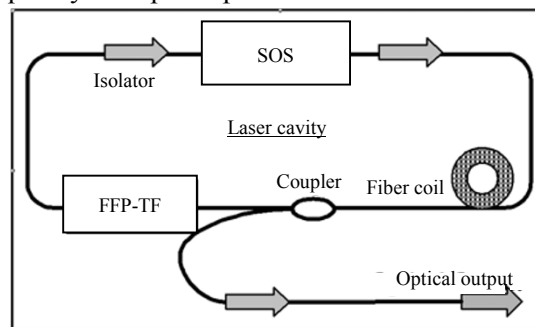 SOS
Isolator
Laser cavity
Coupler
Fiber coil
FFP-TF
Optical output